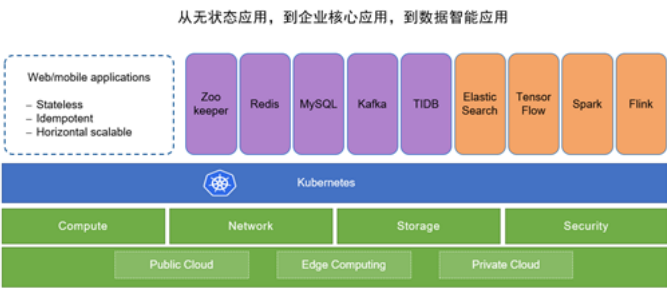 从无状态应用，到企业核心应用，到数据智能应用
Web/mobile applications
– Stateless
– Idempotent
– Horizontal scalable
Zoo
keeper
Redis
MySQL
Kafka
TIDB
Elastic
Search
Tensor
Flow
Spark
Flink
Kubernetes
Compute
Network
Storage
Security
Public Cloud
Edge Computing
Private Cloud